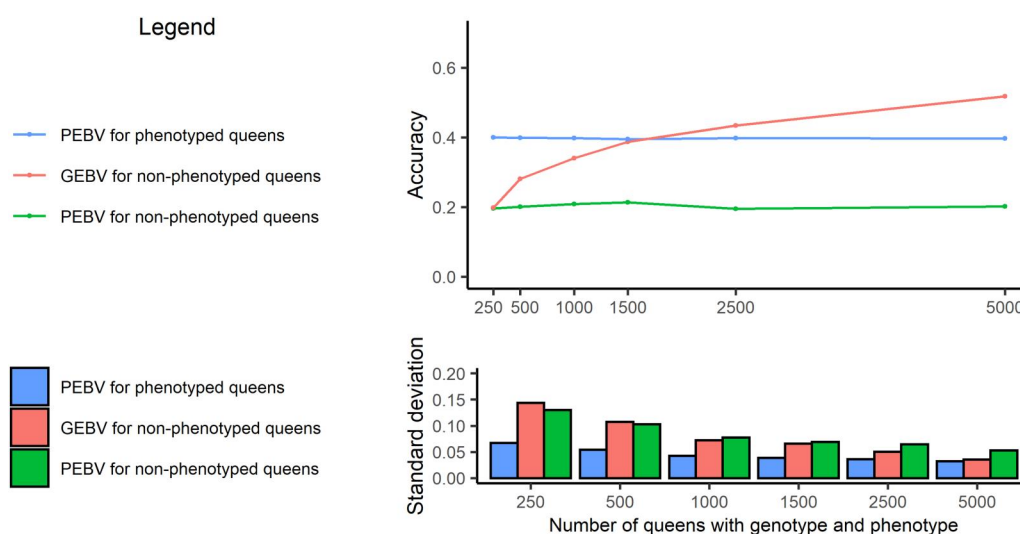 Legend
PEBV for phenotyped queens
GEBV for non-phenotyped queens
PEBV for non-phenotyped queens
Accuracy
0.6
0.4
0.2
0.0
250 500 1000 1500 2500 5000
PEBV for phenotyped queens
GEBV for non-phenotyped queens
PEBV for non-phenotyped queens
Standard deviation
0.20
0.15
0.10
0.05
0.00
250 500 1000 1500 2500 5000
Number of queens with genotype and phenotype